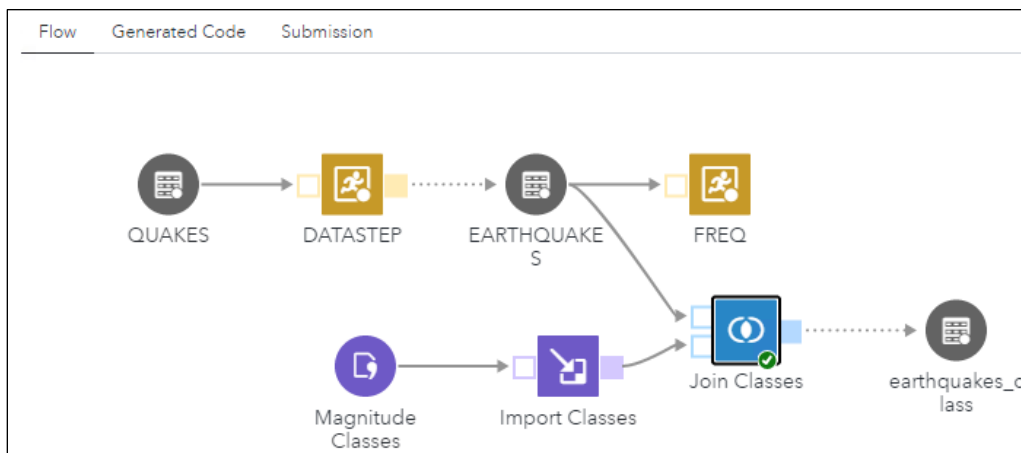 Flow Generated Code Submission
QUAKES DATASTEP EARTHQUAKE
S FREQ
Join Classes earthquakes_c
lass
Magnitude
Classes Import Classes